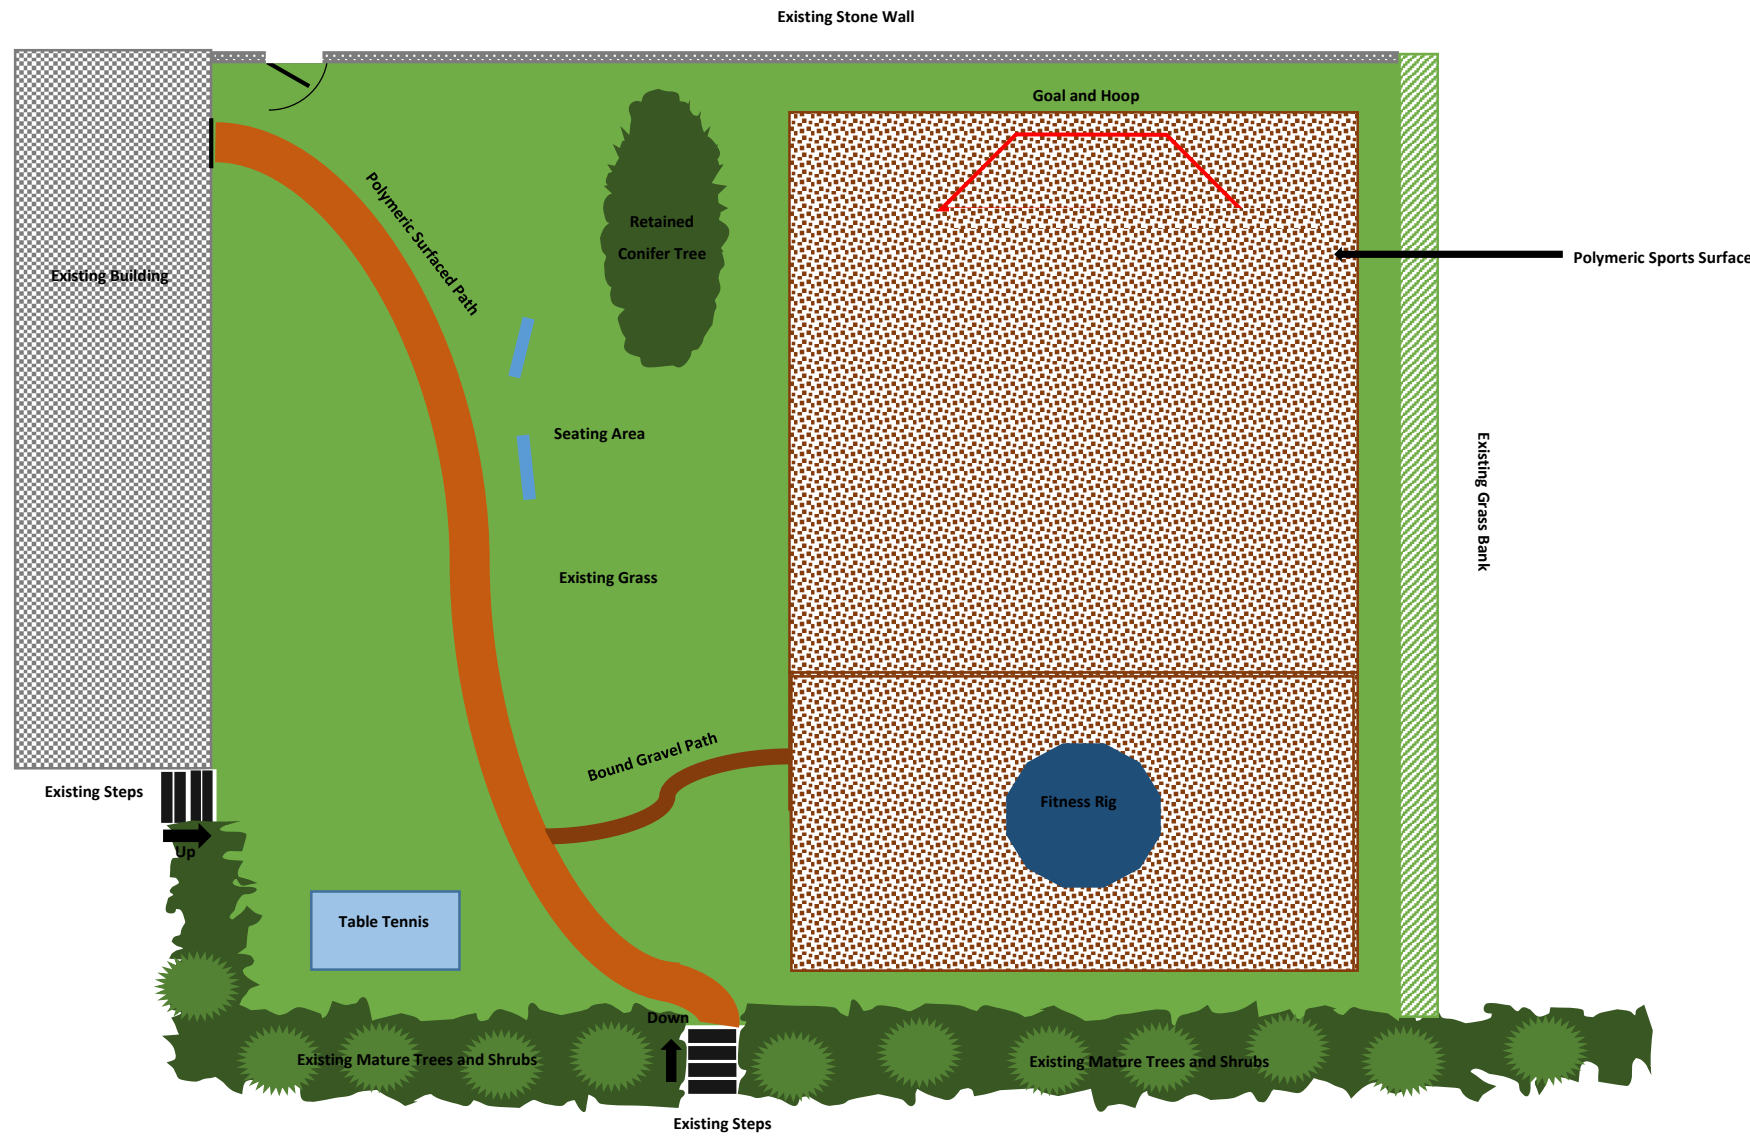 Existing Stone Wall
Goal and Hoop
Polymeric Surfaced Path
Retained
Conifer Tree
Existing Building
Polymeric Sports Surface
Seating Area
Existing Grass Bank
Existing Grass
Bound Gravel Path
Existing Steps
Fitness Rig
Up
Table Tennis
Down
Existing Mature Trees and Shrubs
Existing Mature Trees and Shrubs
Existing Steps